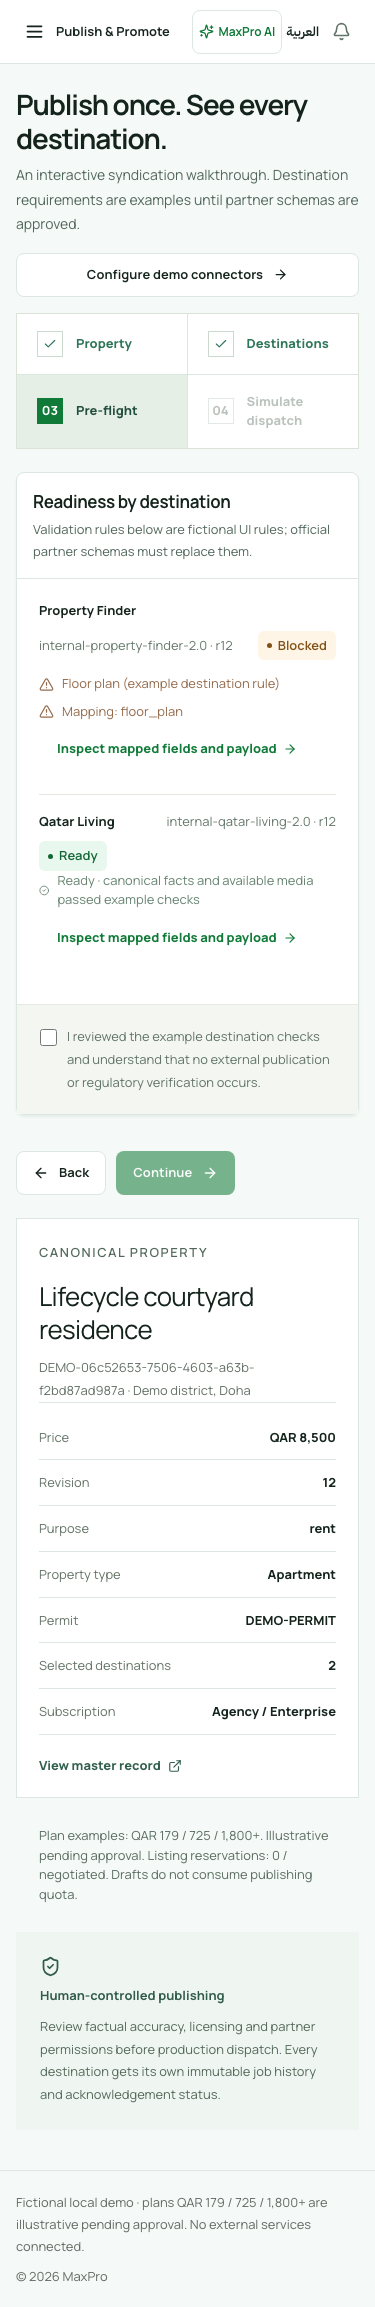 Publish & Promote
MaxPro AI
العربية
Publish once. See every
destination.
An interactive syndication walkthrough. Destination
requirements are examples until partner schemas are
approved.
Configure demo connectors
Property
Destinations
03 Pre-flight
04 Simulate
dispatch
Readiness by destination
Validation rules below are fictional UI rules; official
partner schemas must replace them.
Property Finder
internal-property-finder-2.0 · r12
Blocked
Floor plan (example destination rule)
Mapping: floor_plan
Inspect mapped fields and payload
Qatar Living
internal-qatar-living-2.0 · r12
Ready
Ready · canonical facts and available media
passed example checks
Inspect mapped fields and payload
I reviewed the example destination checks
and understand that no external publication
or regulatory verification occurs.
Back
Continue
CANONICAL PROPERTY
Lifecycle courtyard
residence
DEMO-06c52653-7506-4603-a63b-
f2bd87ad987a · Demo district, Doha
Price QAR 8,500
Revision 12
Purpose rent
Property type Apartment
Permit DEMO-PERMIT
Selected destinations 2
Subscription Agency / Enterprise
View master record
Plan examples: QAR 179 / 725 / 1,800+. Illustrative
pending approval. Listing reservations: 0 /
negotiated. Drafts do not consume publishing
quota.
Human-controlled publishing
Review factual accuracy, licensing and partner
permissions before production dispatch. Every
destination gets its own immutable job history
and acknowledgement status.
Fictional local demo · plans QAR 179 / 725 / 1,800+ are
illustrative pending approval. No external services
connected.
© 2026 MaxPro